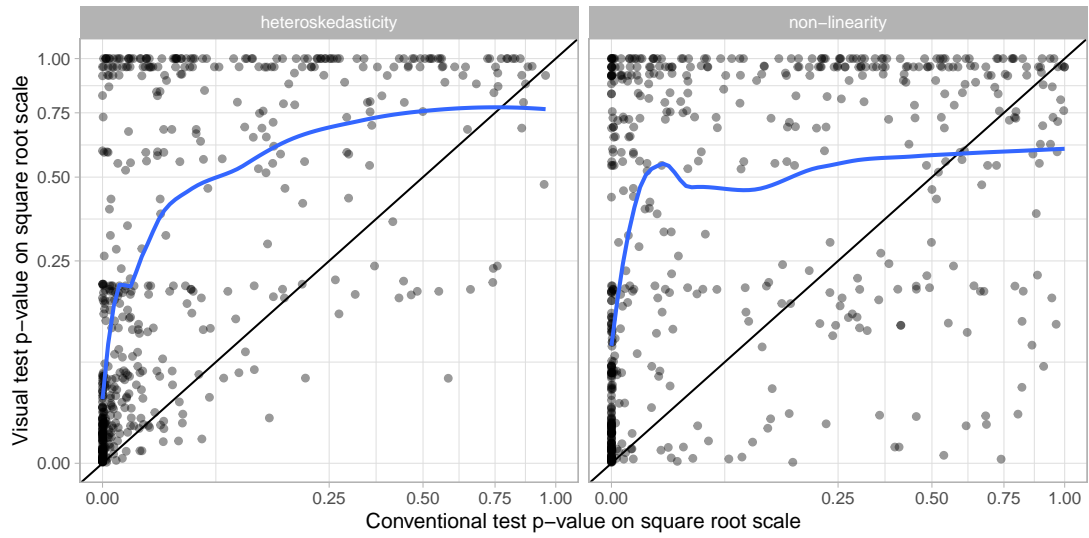 heteroskedasticity
non−linearity
Visual test p−value on square root scale
1.00
0.75
0.50
0.25
0.00
0.00 0.25 0.50 0.75 1.00
0.00 0.25 0.50 0.75 1.00
Conventional test p−value on square root scale